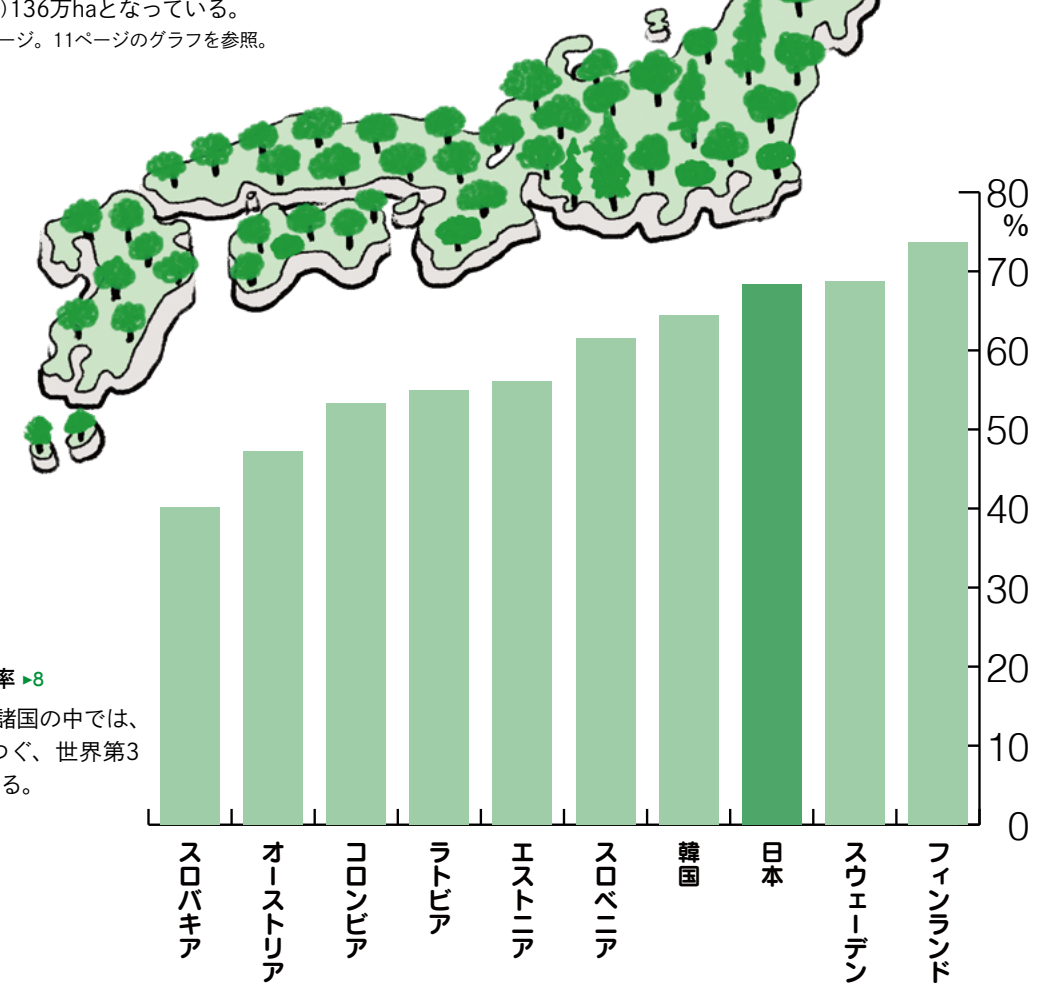 )136万haとなっている。
ージ。11ページのグラフを参照。
80
%
70
60
50
40
30
20
10
0
率 ▸8
諸国の中では、
つぐ、世界第3
る。
スロバキア
オーストリア
コロンビア
ラトビア
エストニア
スロベニア
韓国
日本
スウェーデン
フィンランド